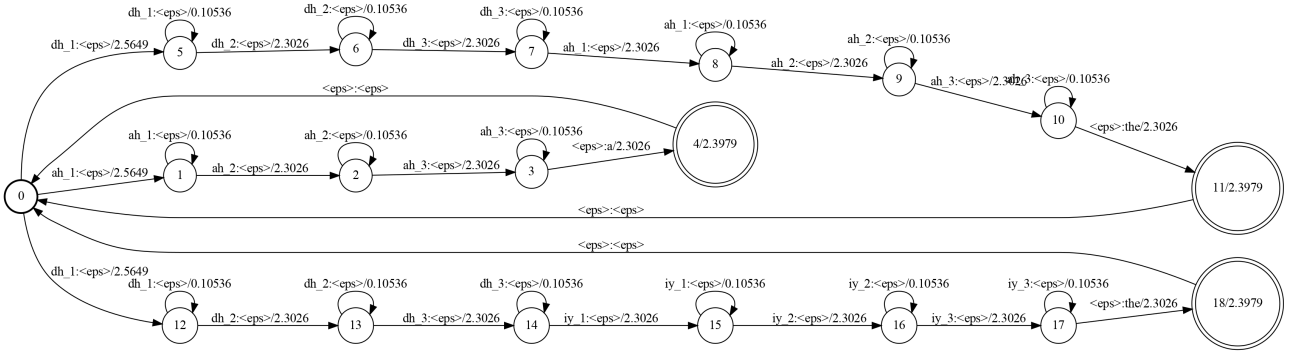 dh_1:<eps>/0.10536 dh_2:<eps>/0.10536 dh_3:<eps>/0.10536
ah_1:<eps>/0.10536
ah_2:<eps>/0.10536
dh_1:<eps>/2.5649 5 dh_2:<eps>/2.3026 6 dh_3:<eps>/2.3026 7 ah_1:<eps>/2.3026 8 ah_2:<eps>/2.3026 9 ah_3:<eps>/2.3026
ah_3:<eps>/0.10536
10 <eps>:the/2.3026
<eps>:<eps>
ah_1:<eps>/0.10536 ah_2:<eps>/0.10536 ah_3:<eps>/0.10536
ah_1:<eps>/2.5649 1 ah_2:<eps>/2.3026 2 ah_3:<eps>/2.3026 3 <eps>:a/2.3026 4/2.3979
0 11/2.3979
<eps>:<eps>
<eps>:<eps>
dh_1:<eps>/2.5649
dh_1:<eps>/0.10536 dh_2:<eps>/0.10536 dh_3:<eps>/0.10536 iy_1:<eps>/0.10536 iy_2:<eps>/0.10536 iy_3:<eps>/0.10536
12 dh_2:<eps>/2.3026 13 dh_3:<eps>/2.3026 14 iy_1:<eps>/2.3026 15 iy_2:<eps>/2.3026 16 iy_3:<eps>/2.3026 17 <eps>:the/2.3026 18/2.3979